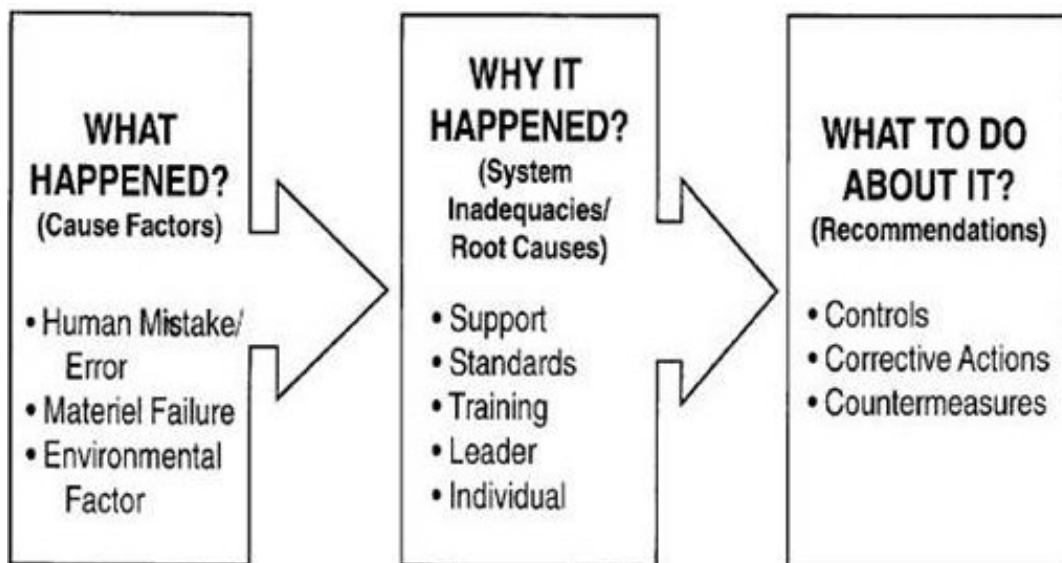 WHAT
HAPPENED?
(Cause Factors)
• Human Mistake/
Error
• Materiel Failure
• Environmental
Factor
WHY IT
HAPPENED?
(System
Inadequacies/
Root Causes)
• Support
• Standards
• Training
• Leader
• Individual
WHAT TO DO
ABOUT IT?
(Recommendations)
• Controls
• Corrective Actions
• Countermeasures